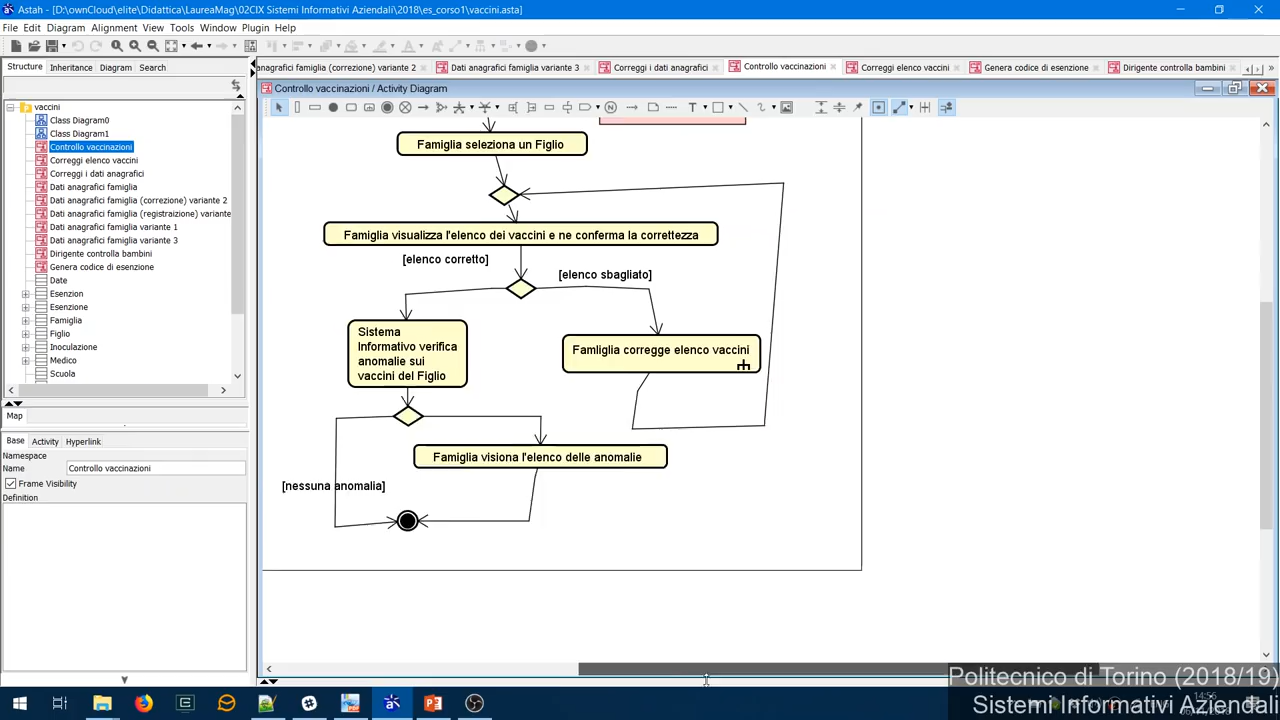 Astah - [D:\ownCloud\elite\Didattica\LaureaMag\02CIX Sistemi Informativi Aziendali\2018\es_corso1\vaccini.asta]
File Edit Diagram Alignment View Tools Window Plugin Help
Structure Inheritance Diagram Search
anagrafici famiglia (correzione) variante 2
Dati anagrafici famiglia variante 3
Correggi i dati anagrafici
Controllo vaccinazioni
Correggi elenco vaccini
Genera codice di esenzione
Dirigente controlla bambini
Controllo vaccinazioni / Activity Diagram
vaccini
Class Diagram0
Class Diagram1
Controllo vaccinazioni
Correggi elenco vaccini
Correggi i dati anagrafici
Dati anagrafici famiglia
Dati anagrafici famiglia (correzione) variante 2
Dati anagrafici famiglia (registraizione) variante
Dati anagrafici famiglia variante 1
Dati anagrafici famiglia variante 3
Dirigente controlla bambini
Genera codice di esenzione
Date
Esenzion
Esenzione
Famiglia
Figlio
Inoculazione
Medico
Scuola
Map
Base Activity Hyperlink
Namespace
Name Controllo vaccinazioni
Frame Visibility
Definition
Famiglia seleziona un Figlio
Famiglia visualizza l'elenco dei vaccini e ne conferma la correttezza
[elenco corretto]
[elenco sbagliato]
Sistema
Informativo verifica
anomalie sui
vaccini del Figlio
Famliglia corregge elenco vaccini
Famiglia visiona l'elenco delle anomalie
[nessuna anomalia]
Politecnico di Torino (2018/19)
Sistemi Informativi Aziendali